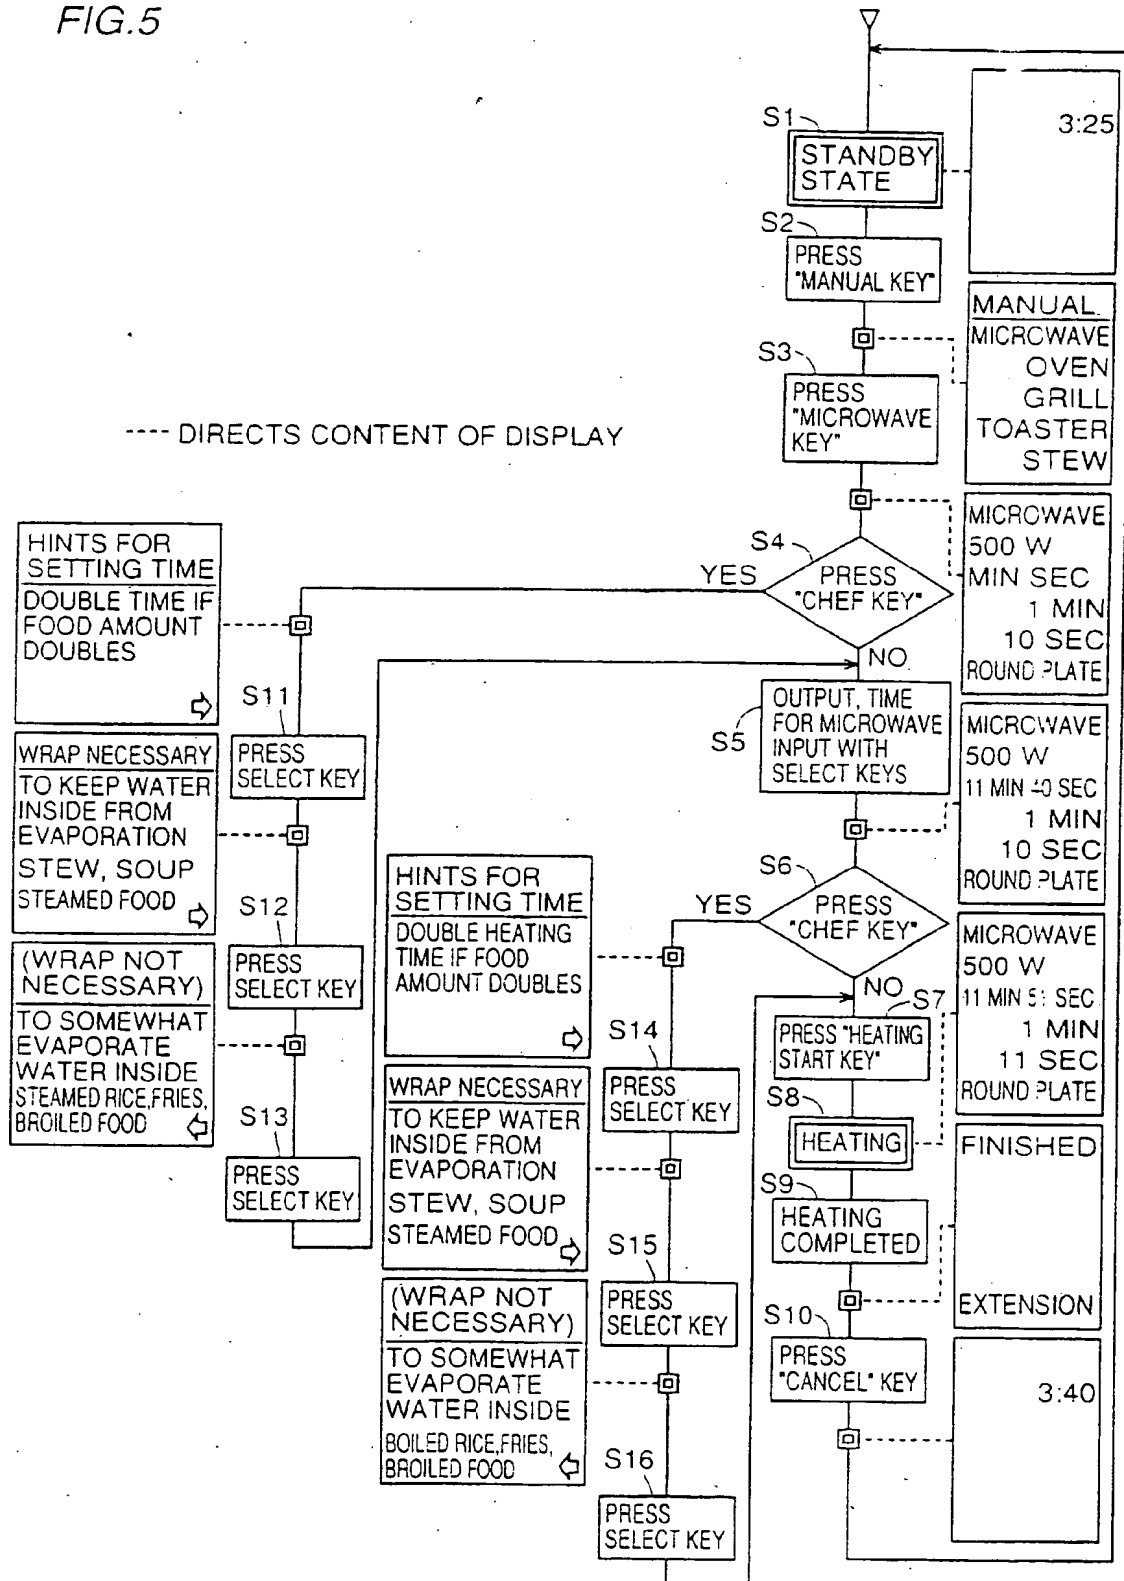 FIG.5
S1
STANDBY
STATE
3:25
S2
PRESS
"MANUAL KEY"
MANUAL
MICROWAVE
OVEN
GRILL
TOASTER
STEW
S3
PRESS
"MICROWAVE
KEY"
---- DIRECTS CONTENT OF DISPLAY
MICROWAVE
500 W
MIN SEC
1 MIN
10 SEC
ROUND PLATE
S4
PRESS
"CHEF KEY"
YES
NO
HINTS FOR
SETTING TIME
DOUBLE TIME IF
FOOD AMOUNT
DOUBLES
S11
PRESS
SELECT KEY
WRAP NECESSARY
TO KEEP WATER
INSIDE FROM
EVAPORATION
STEW, SOUP
STEAMED FOOD
S12
PRESS
SELECT KEY
(WRAP NOT
NECESSARY)
TO SOMEWHAT
EVAPORATE
WATER INSIDE
STEAMED RICE,FRIES,
BROILED FOOD
S13
PRESS
SELECT KEY
S5
OUTPUT, TIME
FOR MICROWAVE
INPUT WITH
SELECT KEYS
MICROWAVE
500 W
11 MIN 40 SEC
1 MIN
10 SEC
ROUND PLATE
S6
PRESS
"CHEF KEY"
YES
NO
HINTS FOR
SETTING TIME
DOUBLE HEATING
TIME IF FOOD
AMOUNT DOUBLES
S14
PRESS
SELECT KEY
WRAP NECESSARY
TO KEEP WATER
INSIDE FROM
EVAPORATION
STEW, SOUP
STEAMED FOOD
S15
PRESS
SELECT KEY
(WRAP NOT
NECESSARY)
TO SOMEWHAT
EVAPORATE
WATER INSIDE
BOILED RICE,FRIES,
BROILED FOOD
S16
PRESS
SELECT KEY
S7
PRESS "HEATING
START KEY"
MICROWAVE
500 W
11 MIN SEC
1 MIN
11 SEC
ROUND PLATE
S8
HEATING
S9
HEATING
COMPLETED
FINISHED
EXTENSION
S10
PRESS
"CANCEL" KEY
3:40